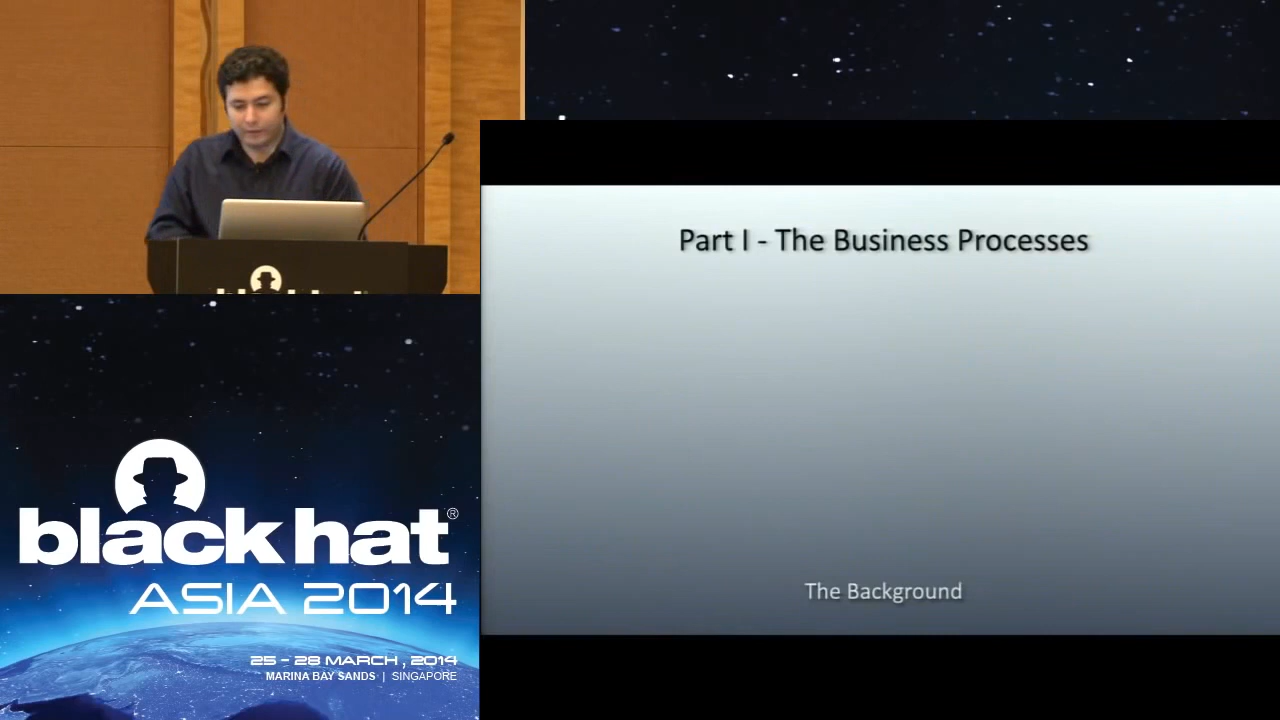 Part I - The Business Processes
The Background
black hat®
ASIA 2014
25 - 28 MARCH, 2014
MARINA BAY SANDS | SINGAPORE